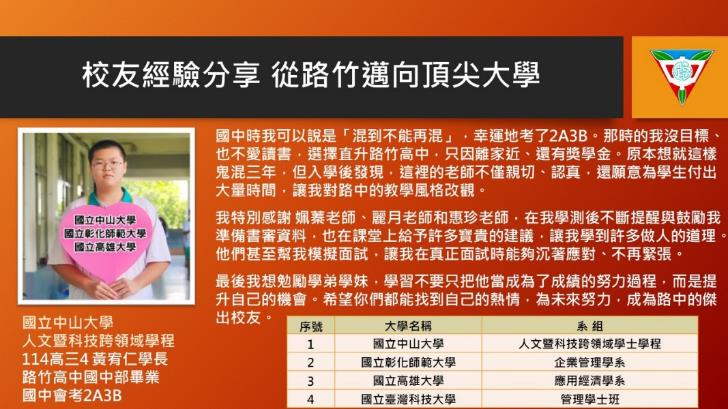 校友經驗分享 從路竹邁向頂尖大學
國立中山大學
國立彰化師範大學
國立高雄大學
國立中山大學
人文暨科技跨領域學程
114高三4 黃宥仁學長
路竹高中國中部畢業
國中會考2A3B
國中時我可以說是「混到不能再混」，幸運地考了2A3B。那時的我沒目標、
也不愛讀書，選擇直升路竹高中，只因離家近、還有獎學金。原本想就這樣
鬼混三年，但入學後發現，這裡的老師不僅親切、認真，還願意為學生付出
大量時間，讓我對路中的教學風格改觀。
我特別感謝 姵蓁老師、麗月老師和惠珍老師，在我學測後不斷提醒與鼓勵我
準備書審資料，也在課堂上給予許多寶貴的建議，讓我學到許多做人的道理。
他們甚至幫我模擬面試，讓我在真正面試時能夠沉著應對、不再緊張。
最後我想勉勵學弟學妹，學習不要只把他當成為了成績的努力過程，而是提
升自己的機會。希望你們都能找到自己的熱情，為未來努力，成為路中的傑
出校友。
序號 大學名稱 系 組
1 國立中山大學 人文暨科技跨領域學士學程
2 國立彰化師範大學 企業管理學系
3 國立高雄大學 應用經濟學系
4 國立臺灣科技大學 管理學士班